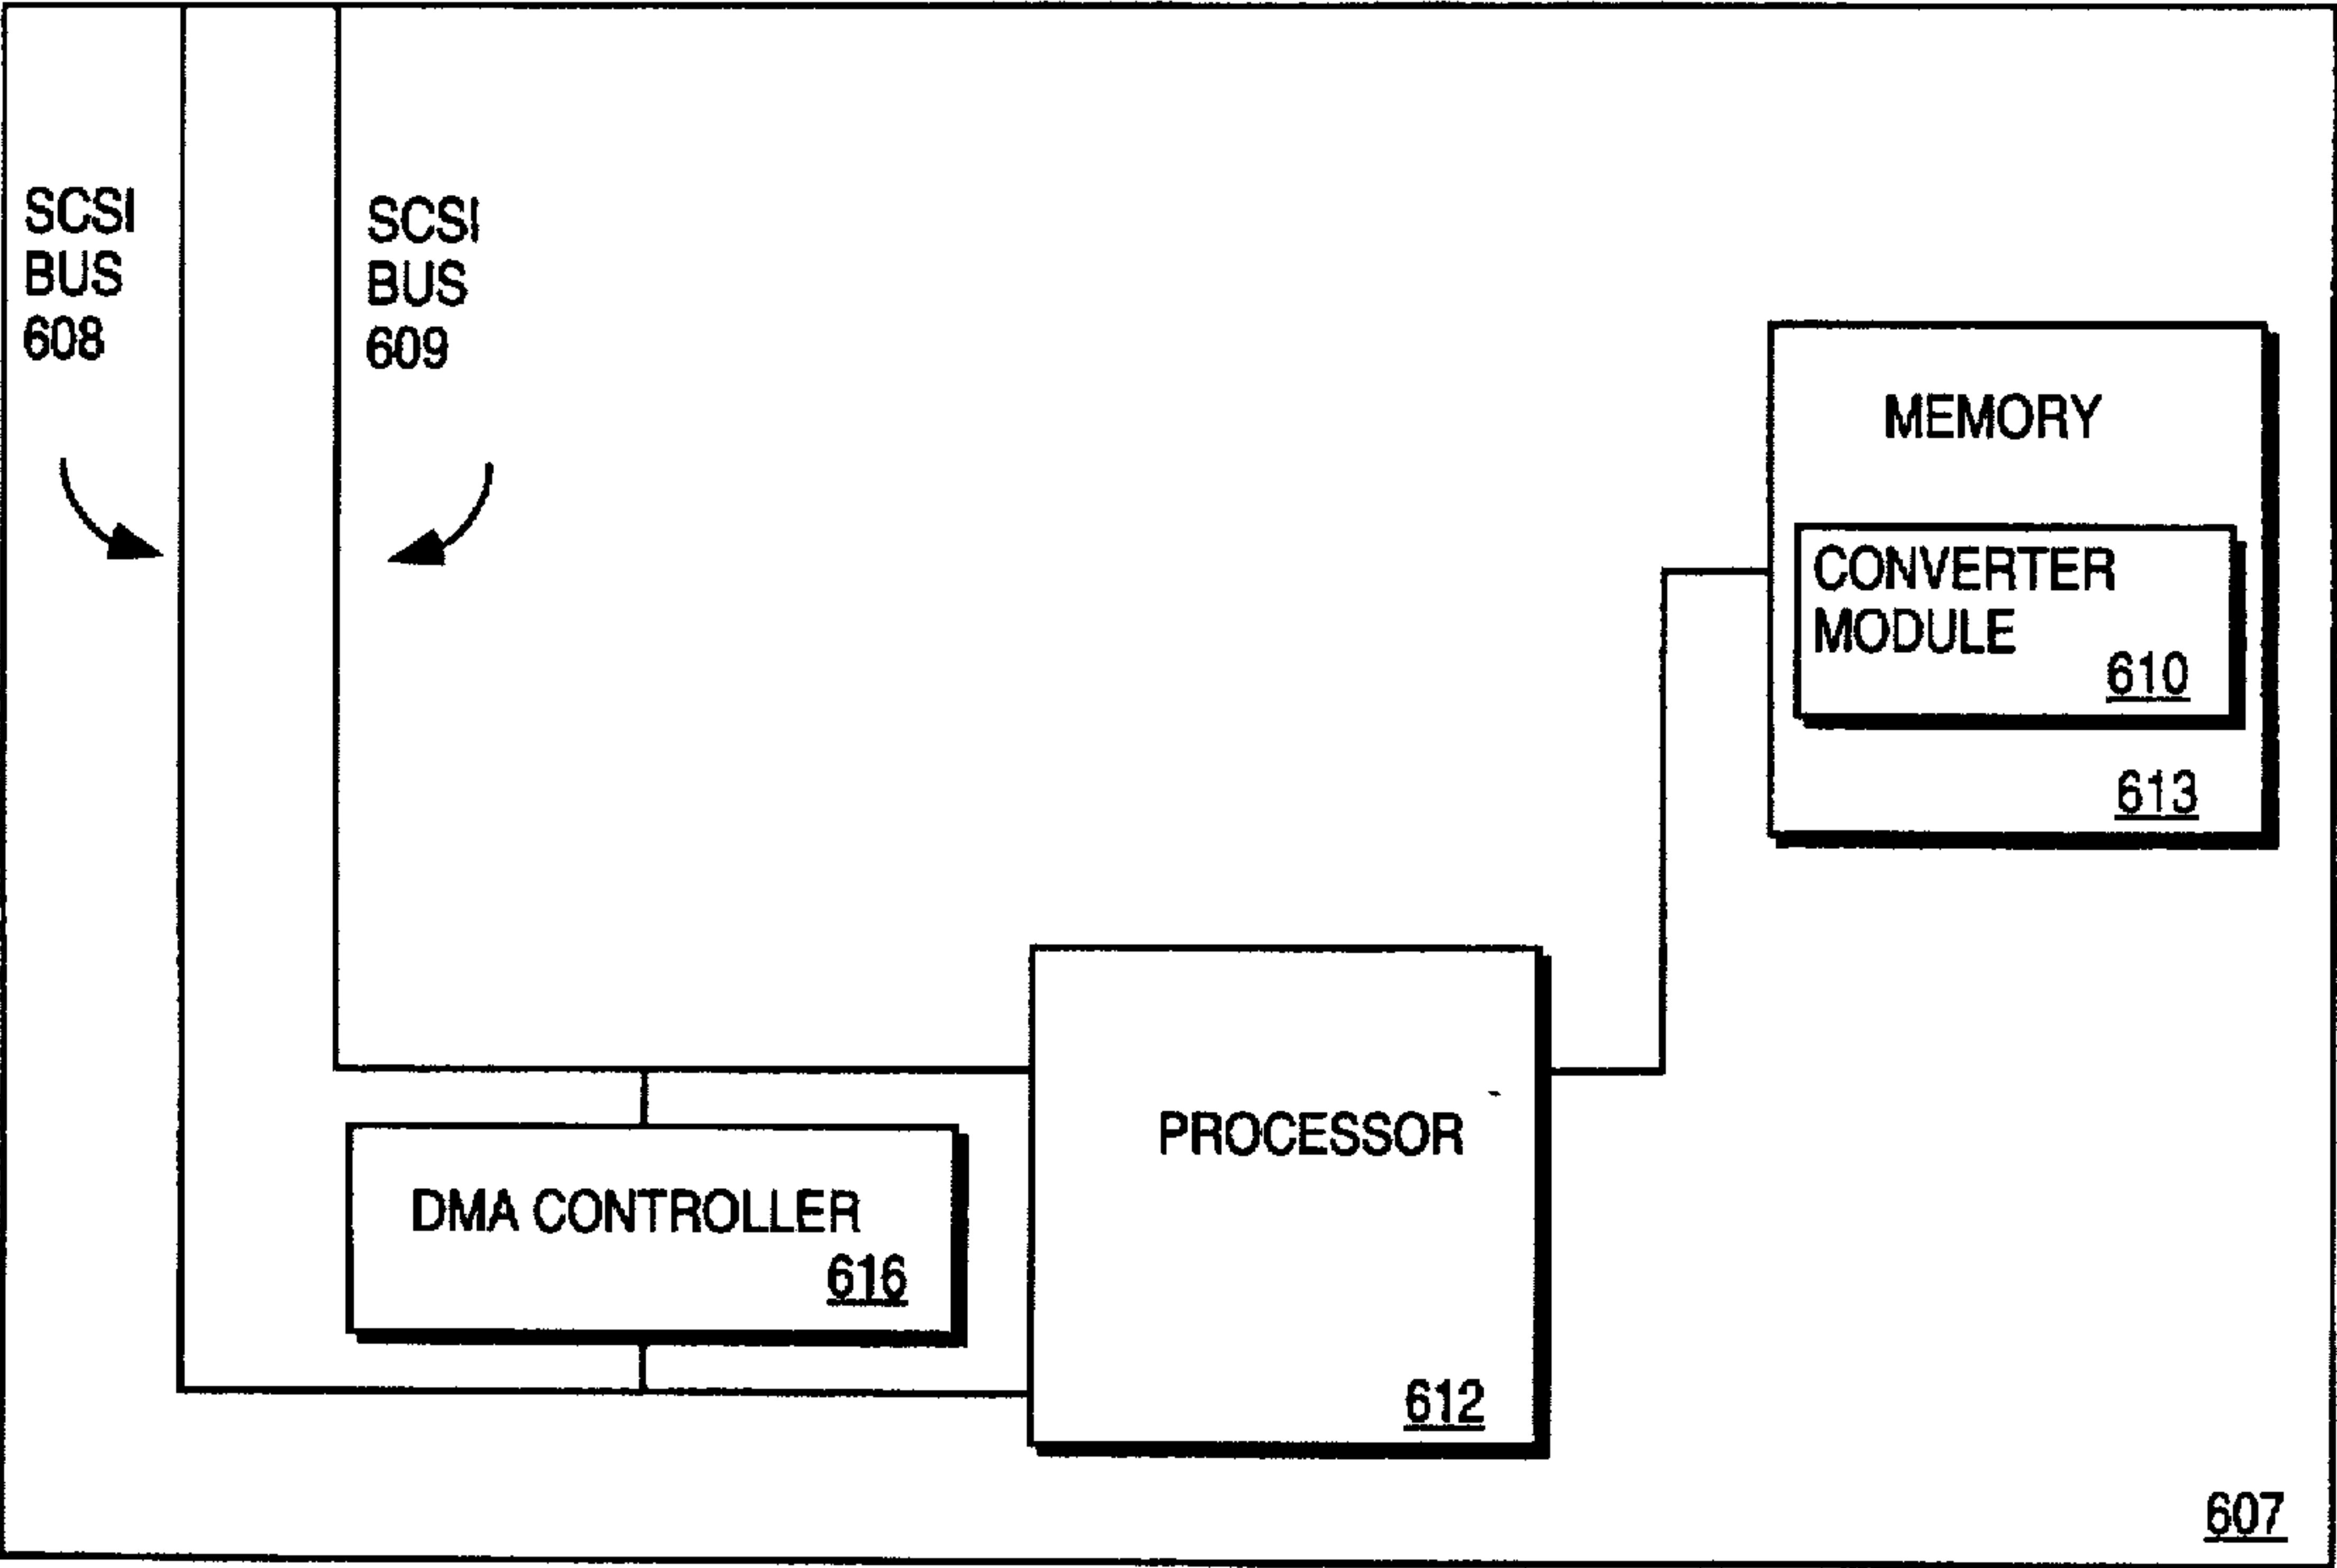 SCSI
BUS
608
SCSI
BUS
609
MEMORY
CONVERTER
MODULE
610
613
PROCESSOR
612
DMA CONTROLLER
616
607